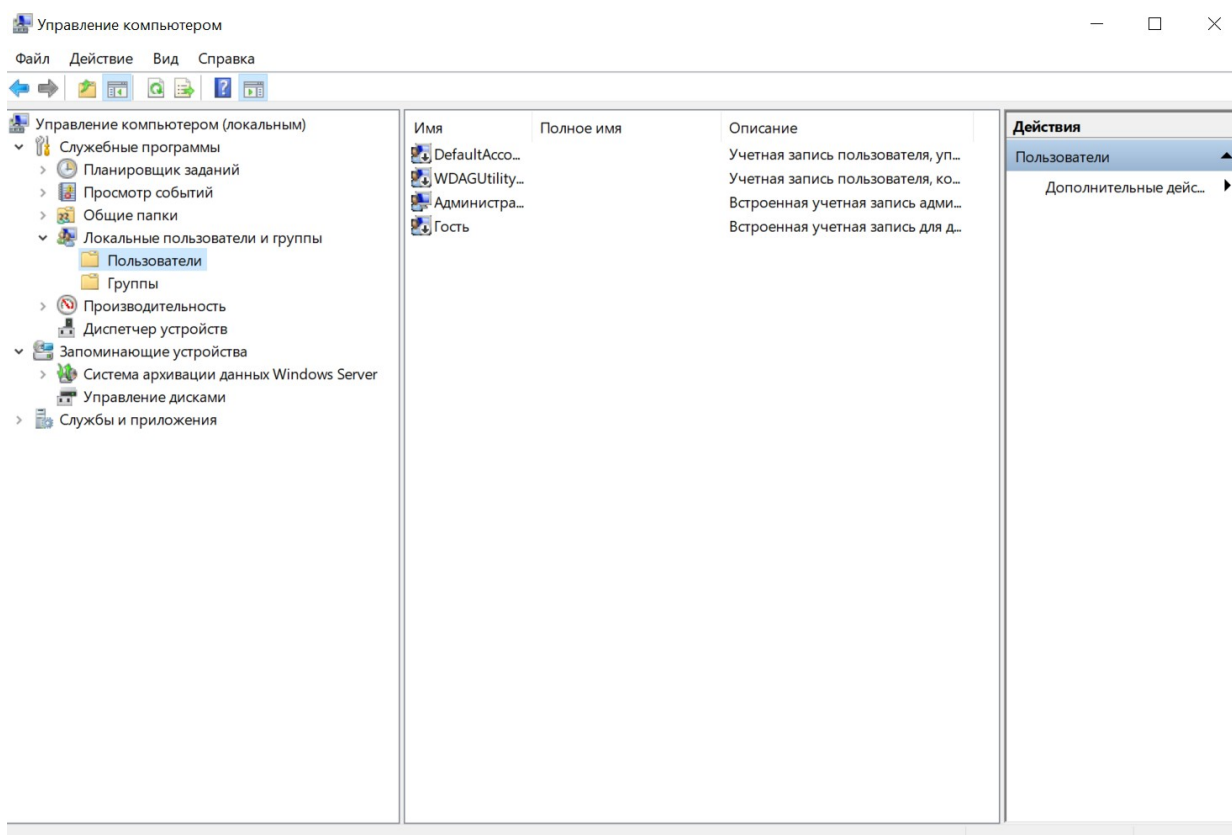 Управление компьютером
Файл Действие Вид Справка
Управление компьютером (локальным)
Служебные программы
Планировщик заданий
Просмотр событий
Общие папки
Локальные пользователи и группы
Пользователи
Группы
Производительность
Диспетчер устройств
Запоминающие устройства
Система архивации данных Windows Server
Управление дисками
Службы и приложения
Имя Полное имя Описание
DefaultAcco... Учетная запись пользователя, уп...
WDAGUtility... Учетная запись пользователя, ко...
Администра... Встроенная учетная запись адми...
Гость Встроенная учетная запись для д...
Действия
Пользователи
Дополнительные дейс...